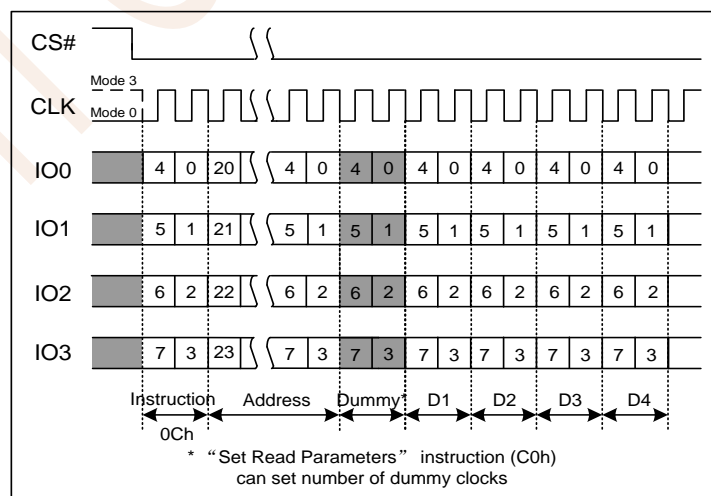 CS#
Mode 3
CLK
Mode 0
IO0 4 0 20 4 0 4 0 4 0 4 0 4 0 4 0
IO1 5 1 21 5 1 5 1 5 1 5 1 5 1 5 1
IO2 6 2 22 6 2 6 2 6 2 6 2 6 2 6 2
IO3 7 3 23 7 3 7 3 7 3 7 3 7 3 7 3
Instruction Address Dummy* D1 D2 D3 D4
0Ch
* “Set Read Parameters” instruction (C0h)
can set number of dummy clocks